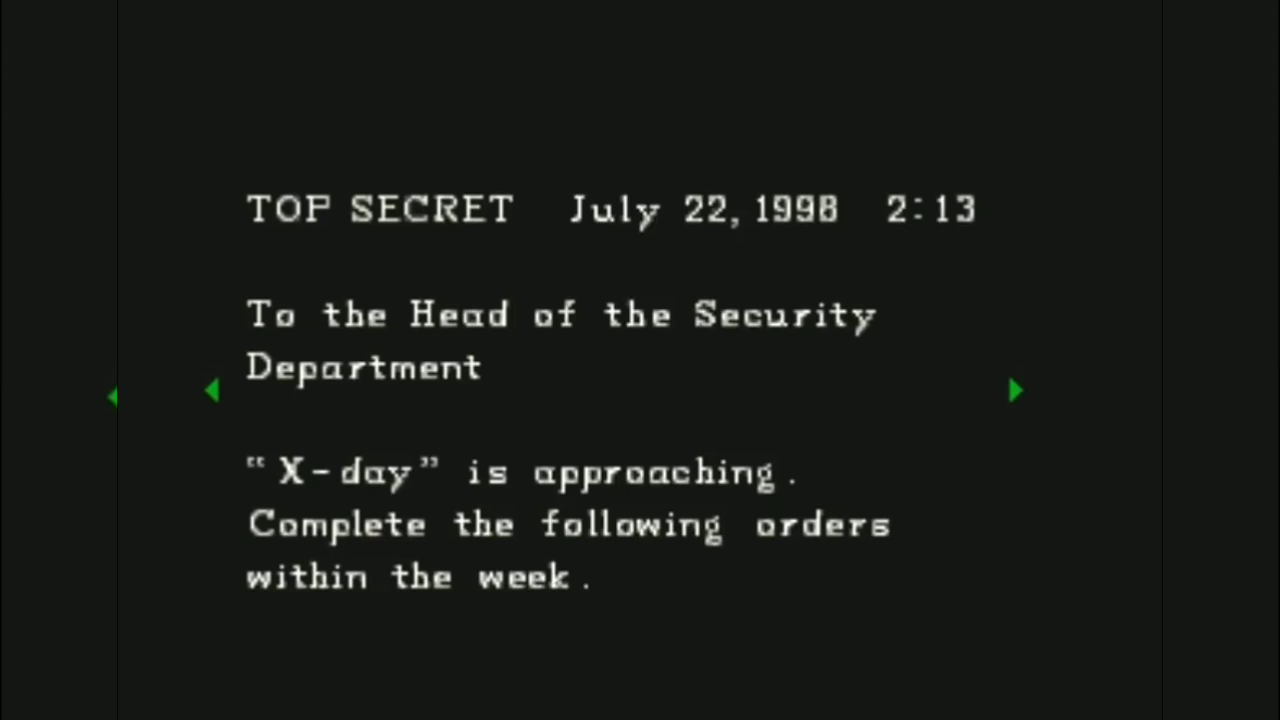 TOP SECRET July 22, 1998 2:13
To the Head of the Security
Department
“X-day” is approaching.
Complete the following orders
within the week.